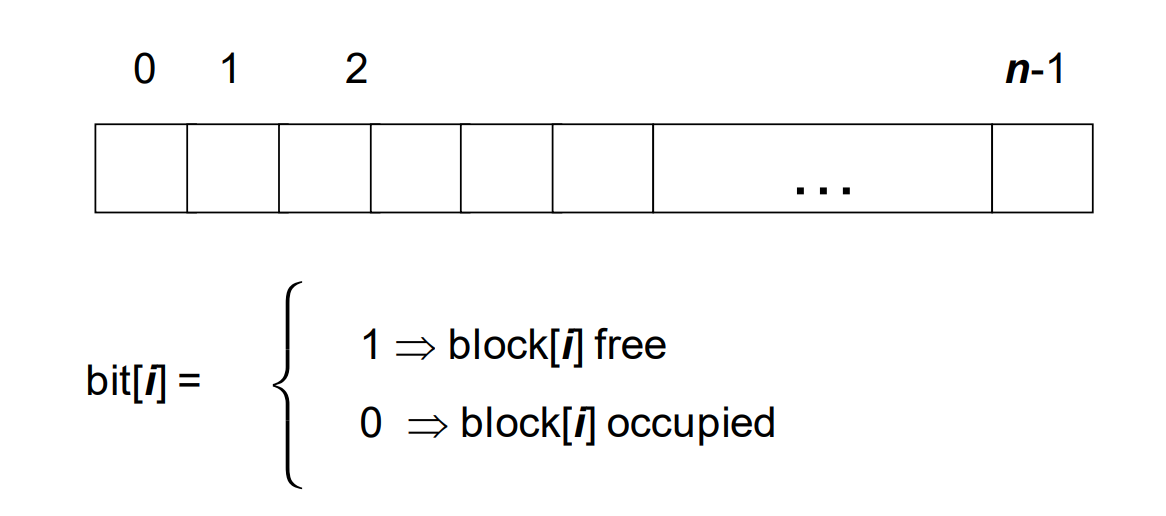 0 1 2 n-1
...
1 ⇒ block[i] free
bit[i] =
0 ⇒ block[i] occupied